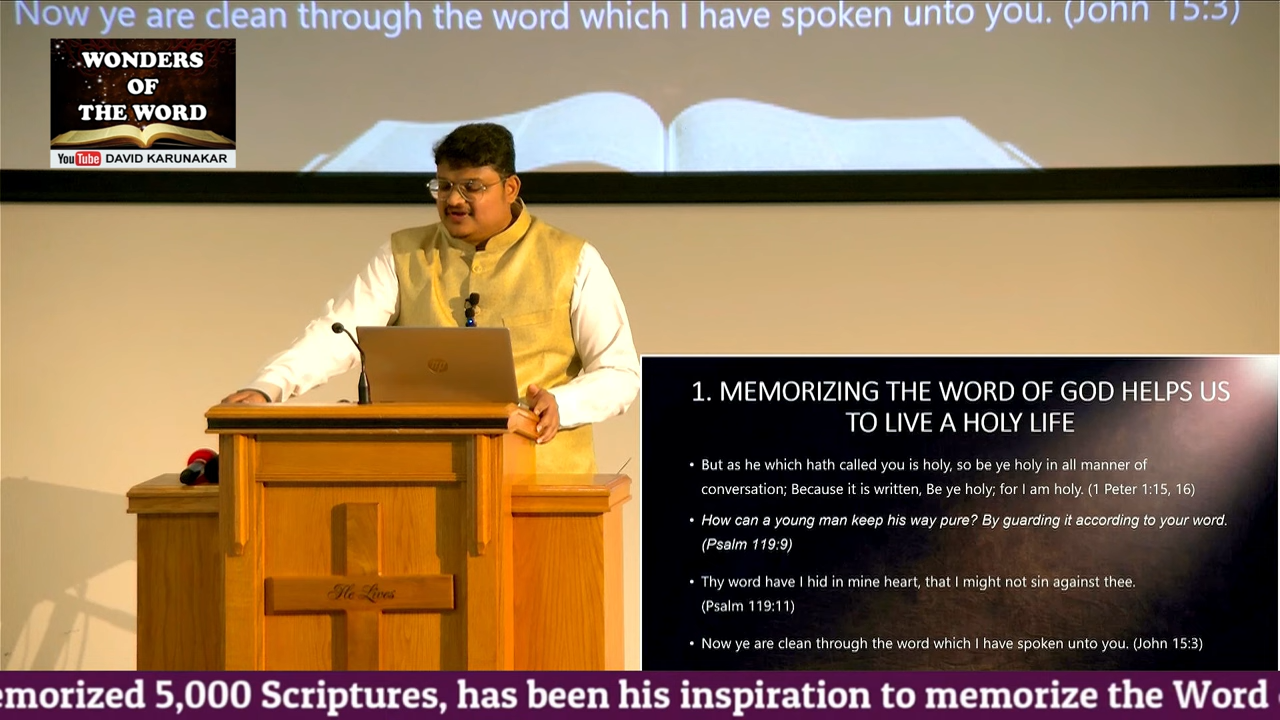 Now ye are clean through the word which I have spoken unto you. (John 15:3)
WONDERS
OF
THE WORD
YouTube DAVID KARUNAKAR
hp
He Lives
1. MEMORIZING THE WORD OF GOD HELPS US
TO LIVE A HOLY LIFE
• But as he which hath called you is holy, so be ye holy in all manner of
conversation; Because it is written, Be ye holy; for I am holy. (1 Peter 1:15, 16)
• How can a young man keep his way pure? By guarding it according to your word.
(Psalm 119:9)
• Thy word have I hid in mine heart, that I might not sin against thee.
(Psalm 119:11)
• Now ye are clean through the word which I have spoken unto you. (John 15:3)
emorized 5,000 Scriptures, has been his inspiration to memorize the Word